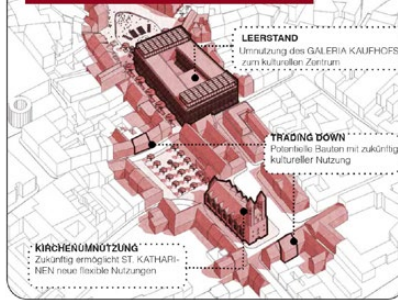 LEERSTAND
Umnutzung des GALERIA KAUFHOFS
zum kulturellen Zentrum
TRADING DOWN
Potentielle Bauten mit zukünftig
kultureller Nutzung
KIRCHENUMNUTZUNG
Zukünftig ermöglicht ST. KATHARI-
NEN neue flexible Nutzungen